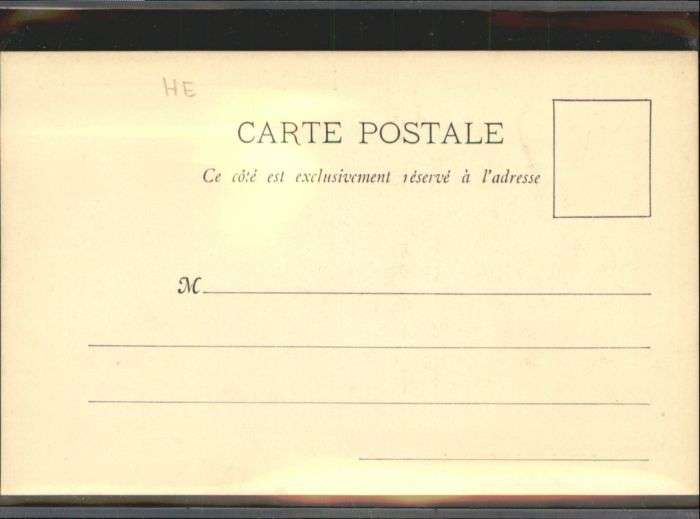 HE
CARTE POSTALE
Ce côté est exclusivement réservé à l'adresse
M